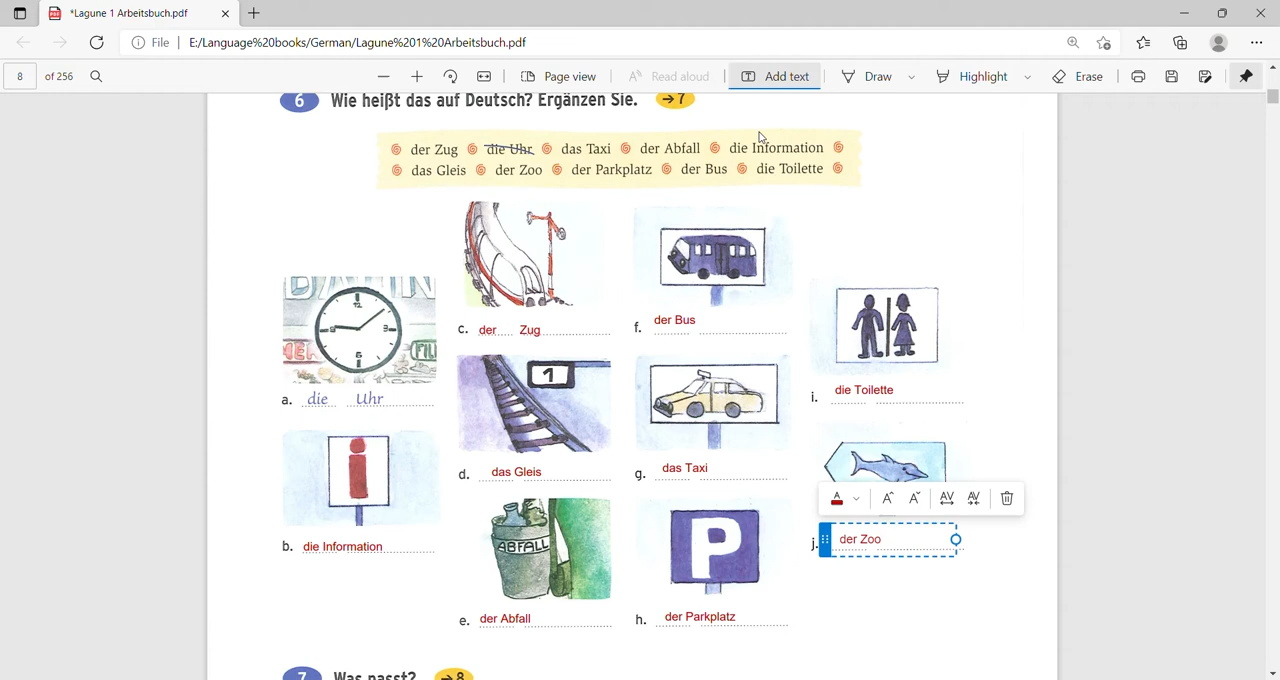 *Lagune 1 Arbeitsbuch.pdf
File E:/Language%20books/German/Lagune%201%20Arbeitsbuch.pdf
8 of 256 Page view Read aloud Add text Draw Highlight Erase
6 Wie heißt das auf Deutsch? Ergänzen Sie. →7
der Zug die Uhr das Taxi der Abfall die Information
das Gleis der Zoo der Parkplatz der Bus die Toilette
12
9 3
6
a. die Uhr
i
b. die Information
c. der Zug
1
d. das Gleis
ABFALL
e. der Abfall
f. der Bus
g. das Taxi
P
h. der Parkplatz
i. die Toilette
j. der Zoo
7 Was passt? →8